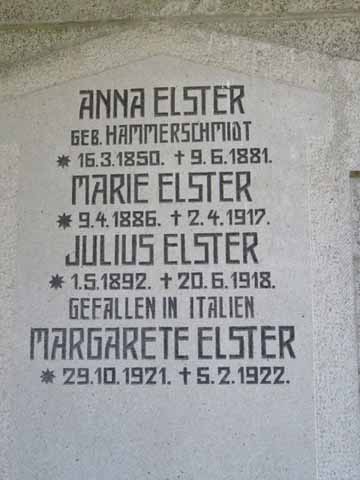 ANNA ELSTER
GEB. HAMMERSCHMIDT
* 16.3.1850. † 9.6.1881.
MARIE ELSTER
* 9.4.1886. † 2.4.1917.
JULIUS ELSTER
* 1.5.1892. † 20.6.1918.
GEFALLEN IN ITALIEN
MARGARETE ELSTER
* 29.10.1921. † 5.2.1922.